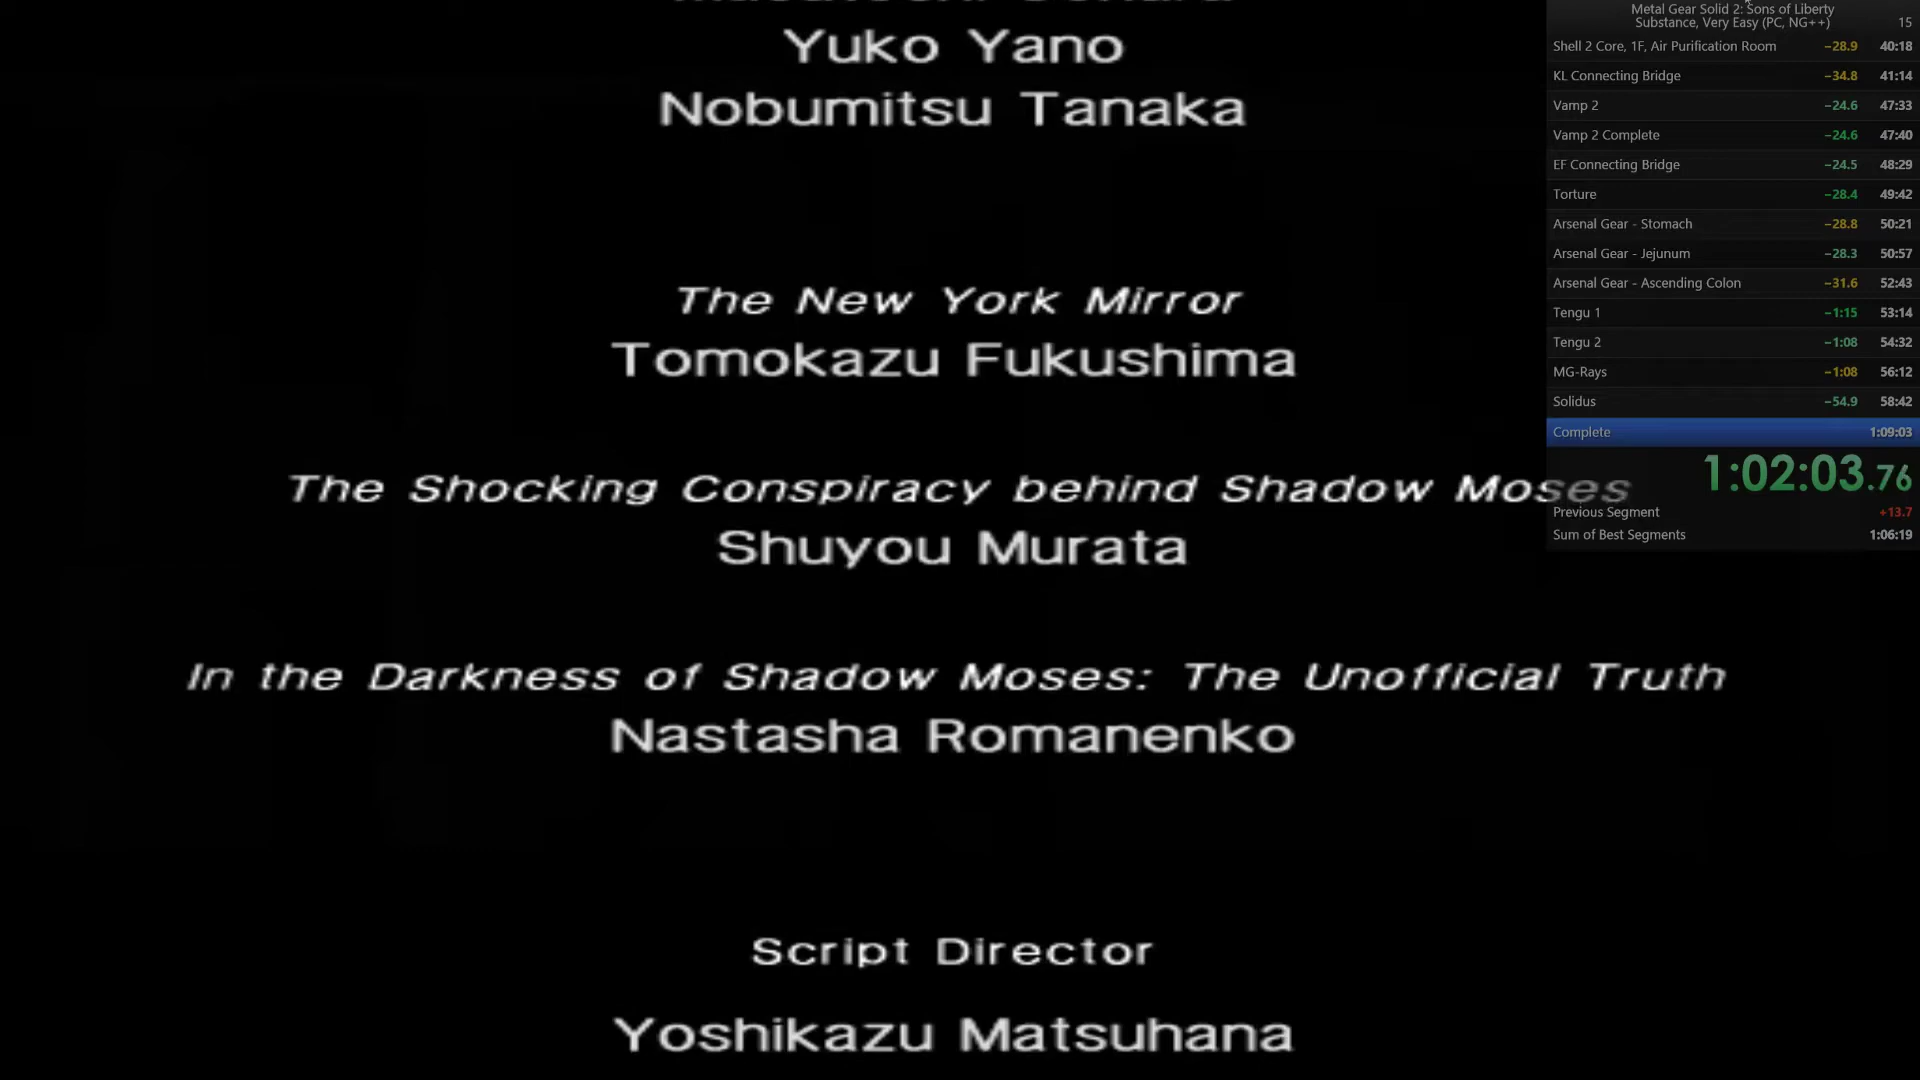 Yuko Yano
Nobumitsu Tanaka
The New York Mirror
Tomokazu Fukushima
The Shocking Conspiracy behind Shadow Moses
Shuyou Murata
In the Darkness of Shadow Moses: The Unofficial Truth
Nastasha Romanenko
Script Director
Yoshikazu Matsuhana
Metal Gear Solid 2: Sons of Liberty
Substance, Very Easy (PC, NG++) 15
Shell 2 Core, 1F, Air Purification Room −28.9 40:18
KL Connecting Bridge −34.8 41:14
Vamp 2 −24.6 47:33
Vamp 2 Complete −24.6 47:40
EF Connecting Bridge −24.5 48:29
Torture −28.4 49:42
Arsenal Gear - Stomach −28.8 50:21
Arsenal Gear - Jejunum −28.3 50:57
Arsenal Gear - Ascending Colon −31.6 52:43
Tengu 1 −1:15 53:14
Tengu 2 −1:08 54:32
MG-Rays −1:08 56:12
Solidus −54.9 58:42
Complete 1:09:03
1:02:03.76
Previous Segment +13.7
Sum of Best Segments 1:06:19